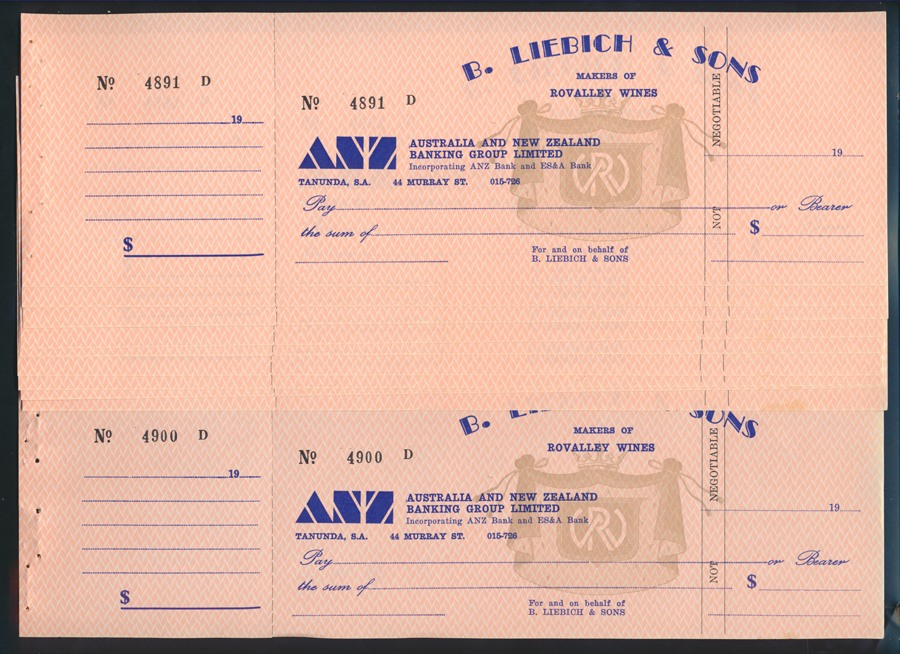 Nº 4891 D
19
$
B. LIEBICH & SONS
MAKERS OF
ROVALLEY WINES
Nº 4891 D
ANZ
AUSTRALIA AND NEW ZEALAND
BANKING GROUP LIMITED
Incorporating ANZ Bank and ES&A Bank
TANUNDA, S.A. 44 MURRAY ST. 015-726
RW
NOT NEGOTIABLE
19
Pay or Bearer
the sum of $
For and on behalf of
B. LIEBICH & SONS
Nº 4900 D
19
$
B. LIEBICH & SONS
MAKERS OF
ROVALLEY WINES
Nº 4900 D
ANZ
AUSTRALIA AND NEW ZEALAND
BANKING GROUP LIMITED
Incorporating ANZ Bank and ES&A Bank
TANUNDA, S.A. 44 MURRAY ST. 015-726
RW
NOT NEGOTIABLE
19
Pay or Bearer
the sum of $
For and on behalf of
B. LIEBICH & SONS